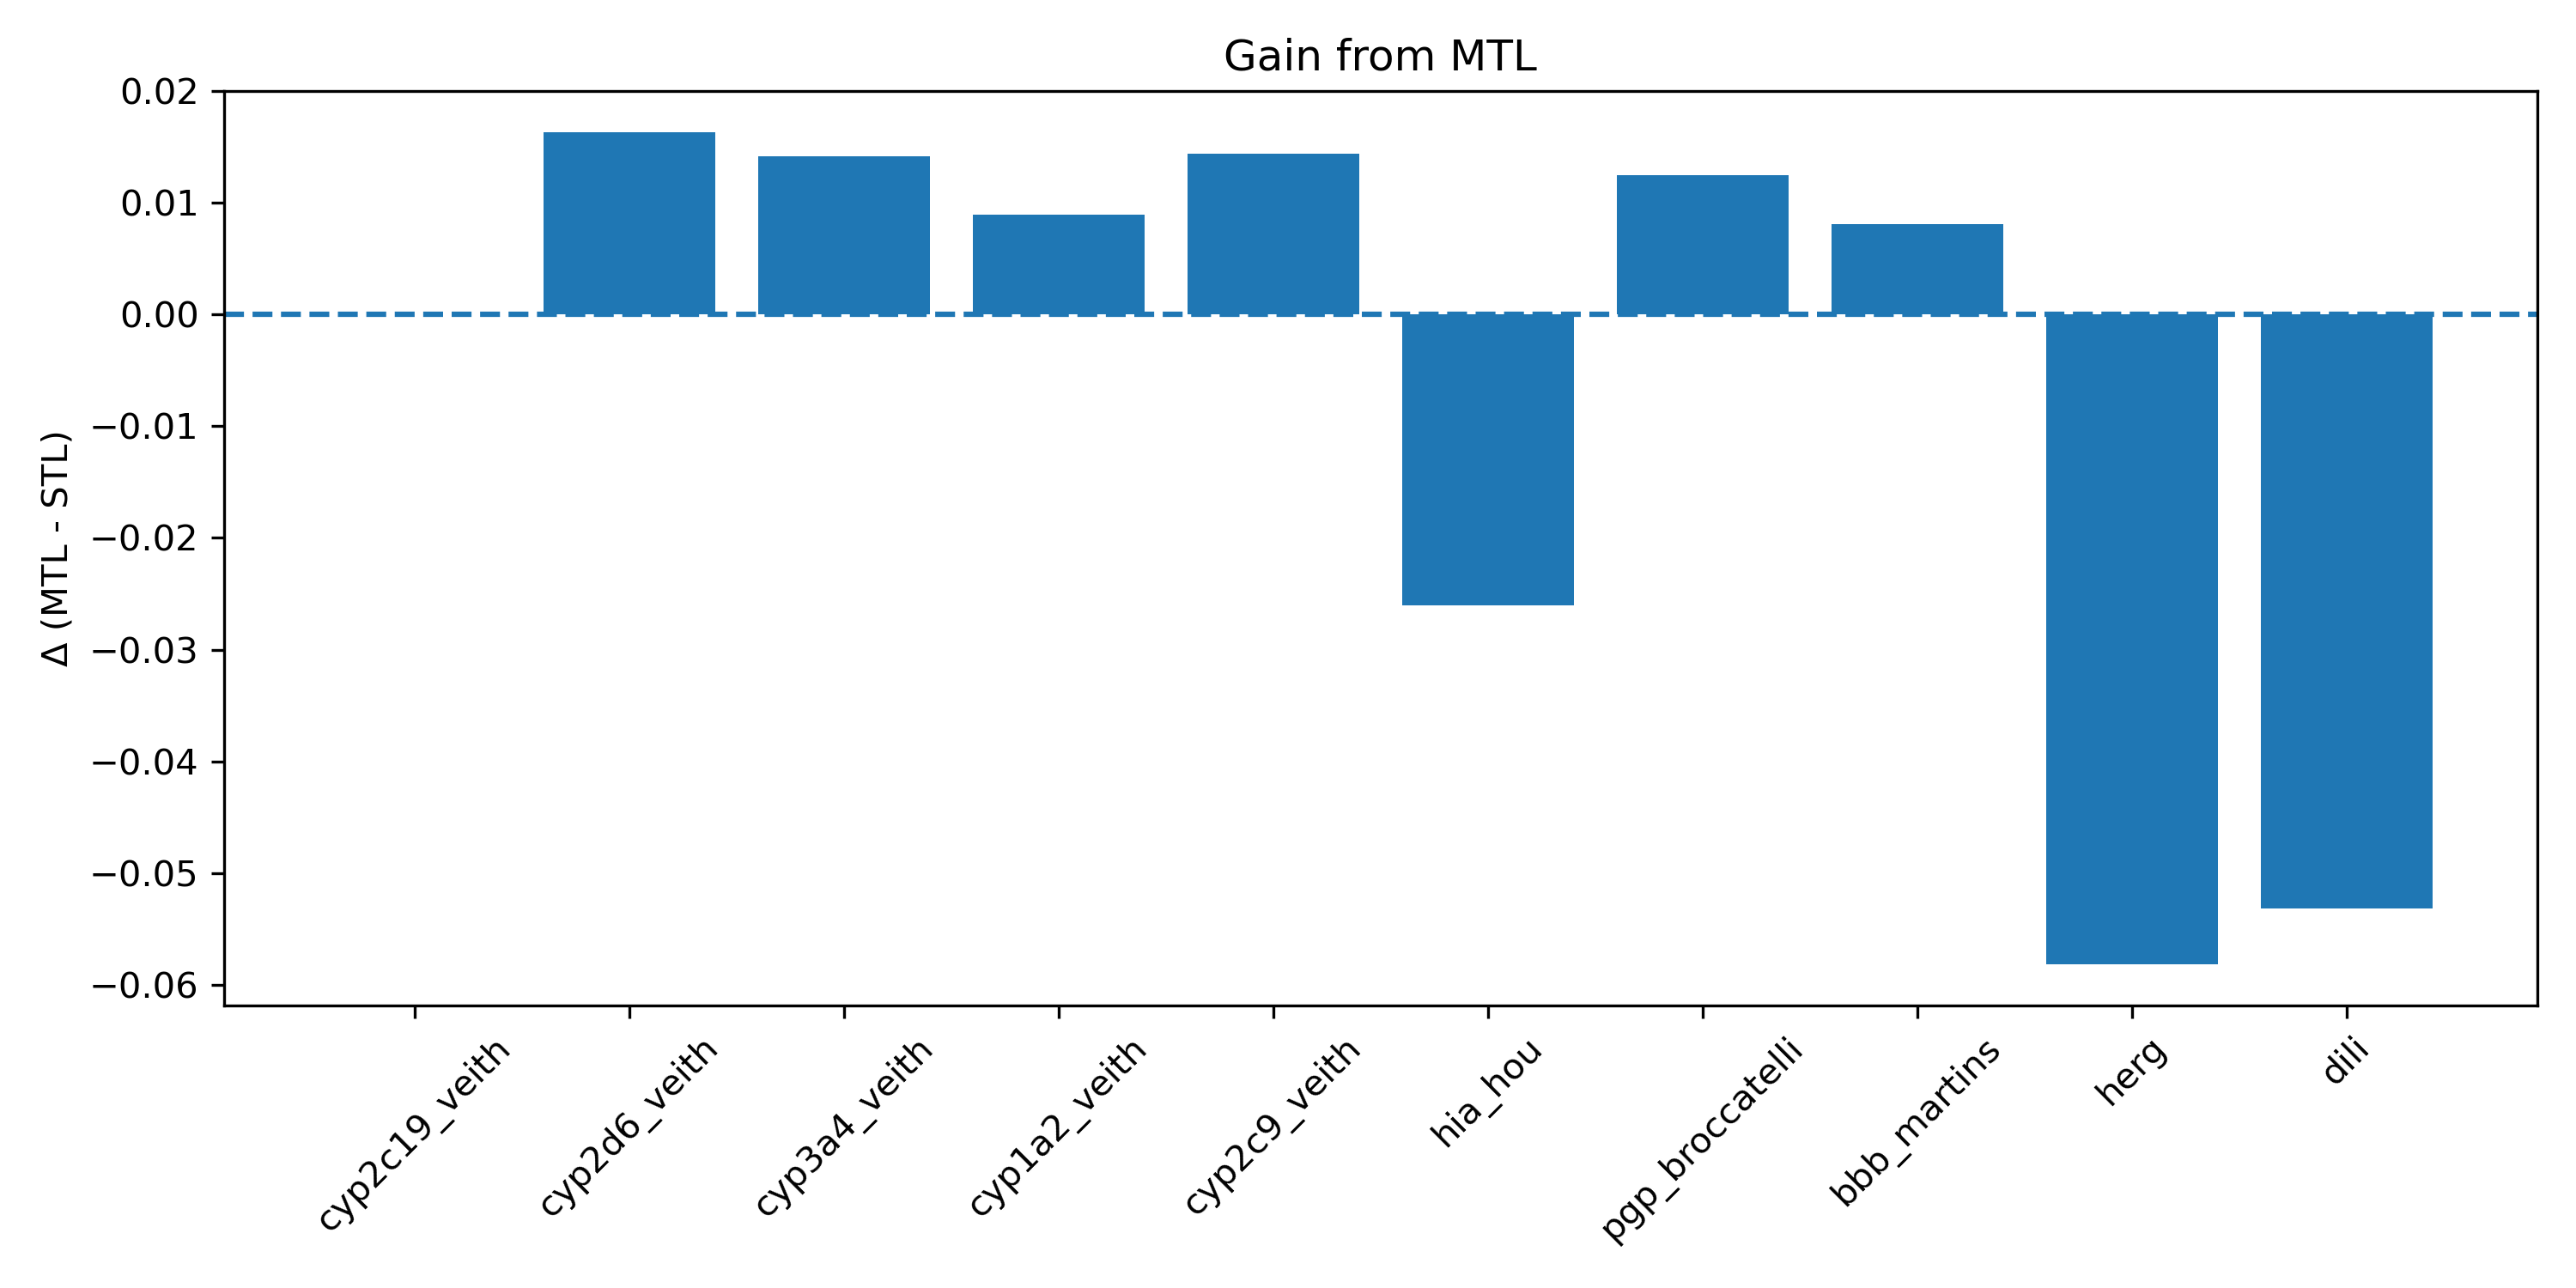 Gain from MTL
Δ (MTL - STL)
0.02
0.01
0.00
−0.01
−0.02
−0.03
−0.04
−0.05
−0.06
cyp2c19_veith
cyp2d6_veith
cyp3a4_veith
cyp1a2_veith
cyp2c9_veith
hia_hou
pgp_broccatelli
bbb_martins
herg
dili